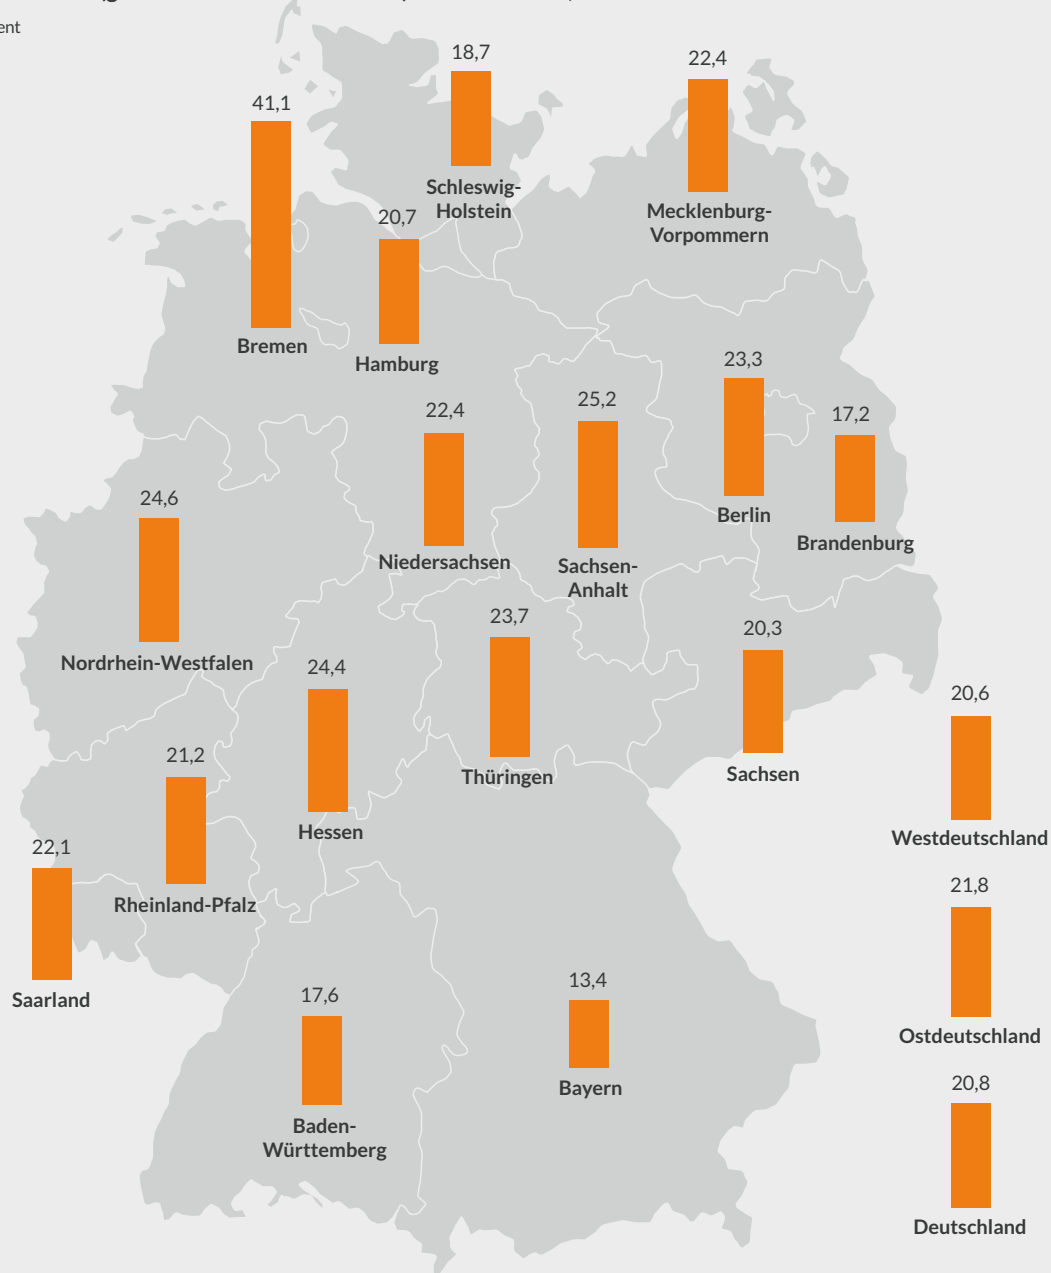 ent
18,7
Schleswig-
Holstein
22,4
Mecklenburg-
Vorpommern
41,1
Bremen
20,7
Hamburg
23,3
Berlin
17,2
Brandenburg
22,4
Niedersachsen
25,2
Sachsen-
Anhalt
24,6
Nordrhein-Westfalen
23,7
Thüringen
20,3
Sachsen
24,4
Hessen
21,2
Rheinland-Pfalz
22,1
Saarland
17,6
Baden-
Württemberg
13,4
Bayern
20,6
Westdeutschland
21,8
Ostdeutschland
20,8
Deutschland